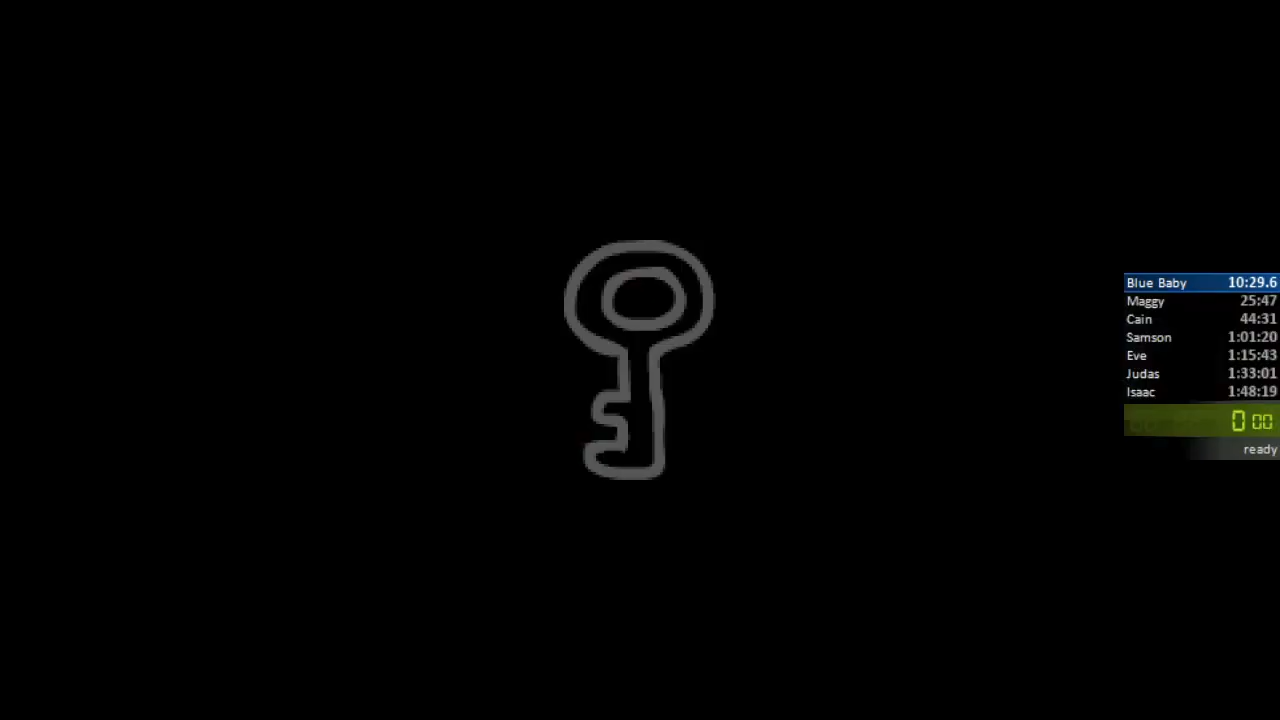 Blue Baby 10:29.6
Maggy 25:47
Cain 44:31
Samson 1:01:20
Eve 1:15:43
Judas 1:33:01
Isaac 1:48:19
0 00
ready